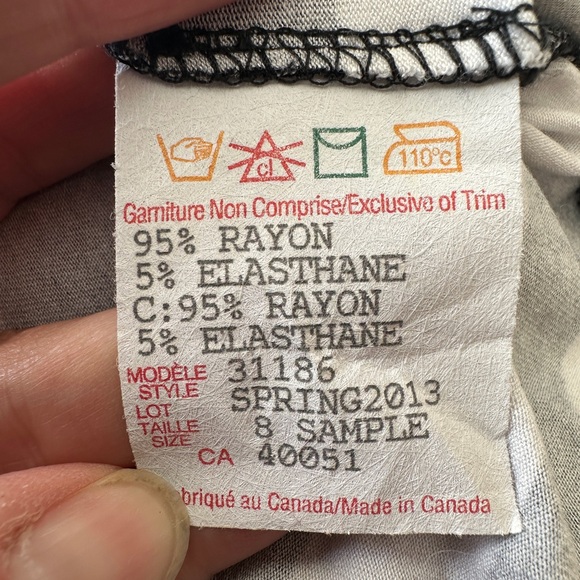 cl
110°c
Garniture Non Comprise/Exclusive of Trim
95% RAYON
5% ELASTHANE
C:95% RAYON
5% ELASTHANE
MODÈLE 31186
STYLE
LOT SPRING2013
TAILLE 8 SAMPLE
SIZE
CA 40051
briqué au Canada/Made in Canada